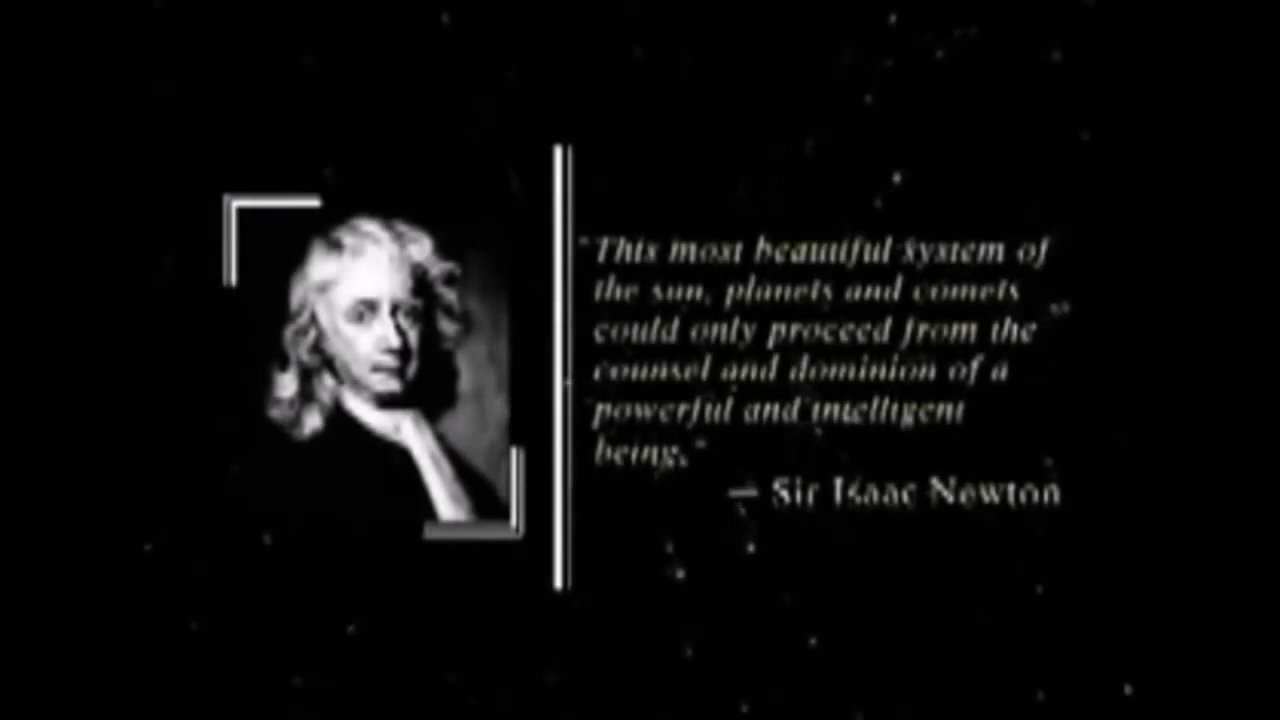 "This most beautiful system of
the sun, planets and comets
could only proceed from the
counsel and dominion of a
powerful and intelligent
being."
— Sir Isaac Newton